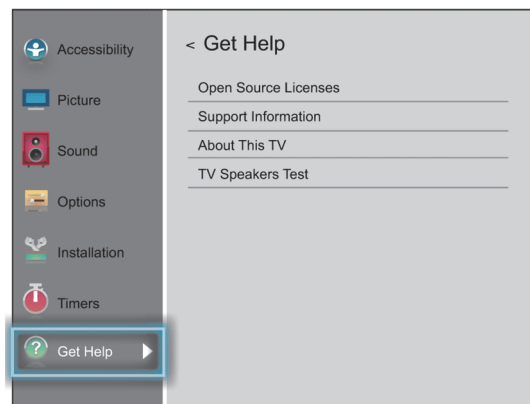 Accessibility
Picture
Sound
Options
Installation
Timers
? Get Help
< Get Help
Open Source Licenses
Support Information
About This TV
TV Speakers Test